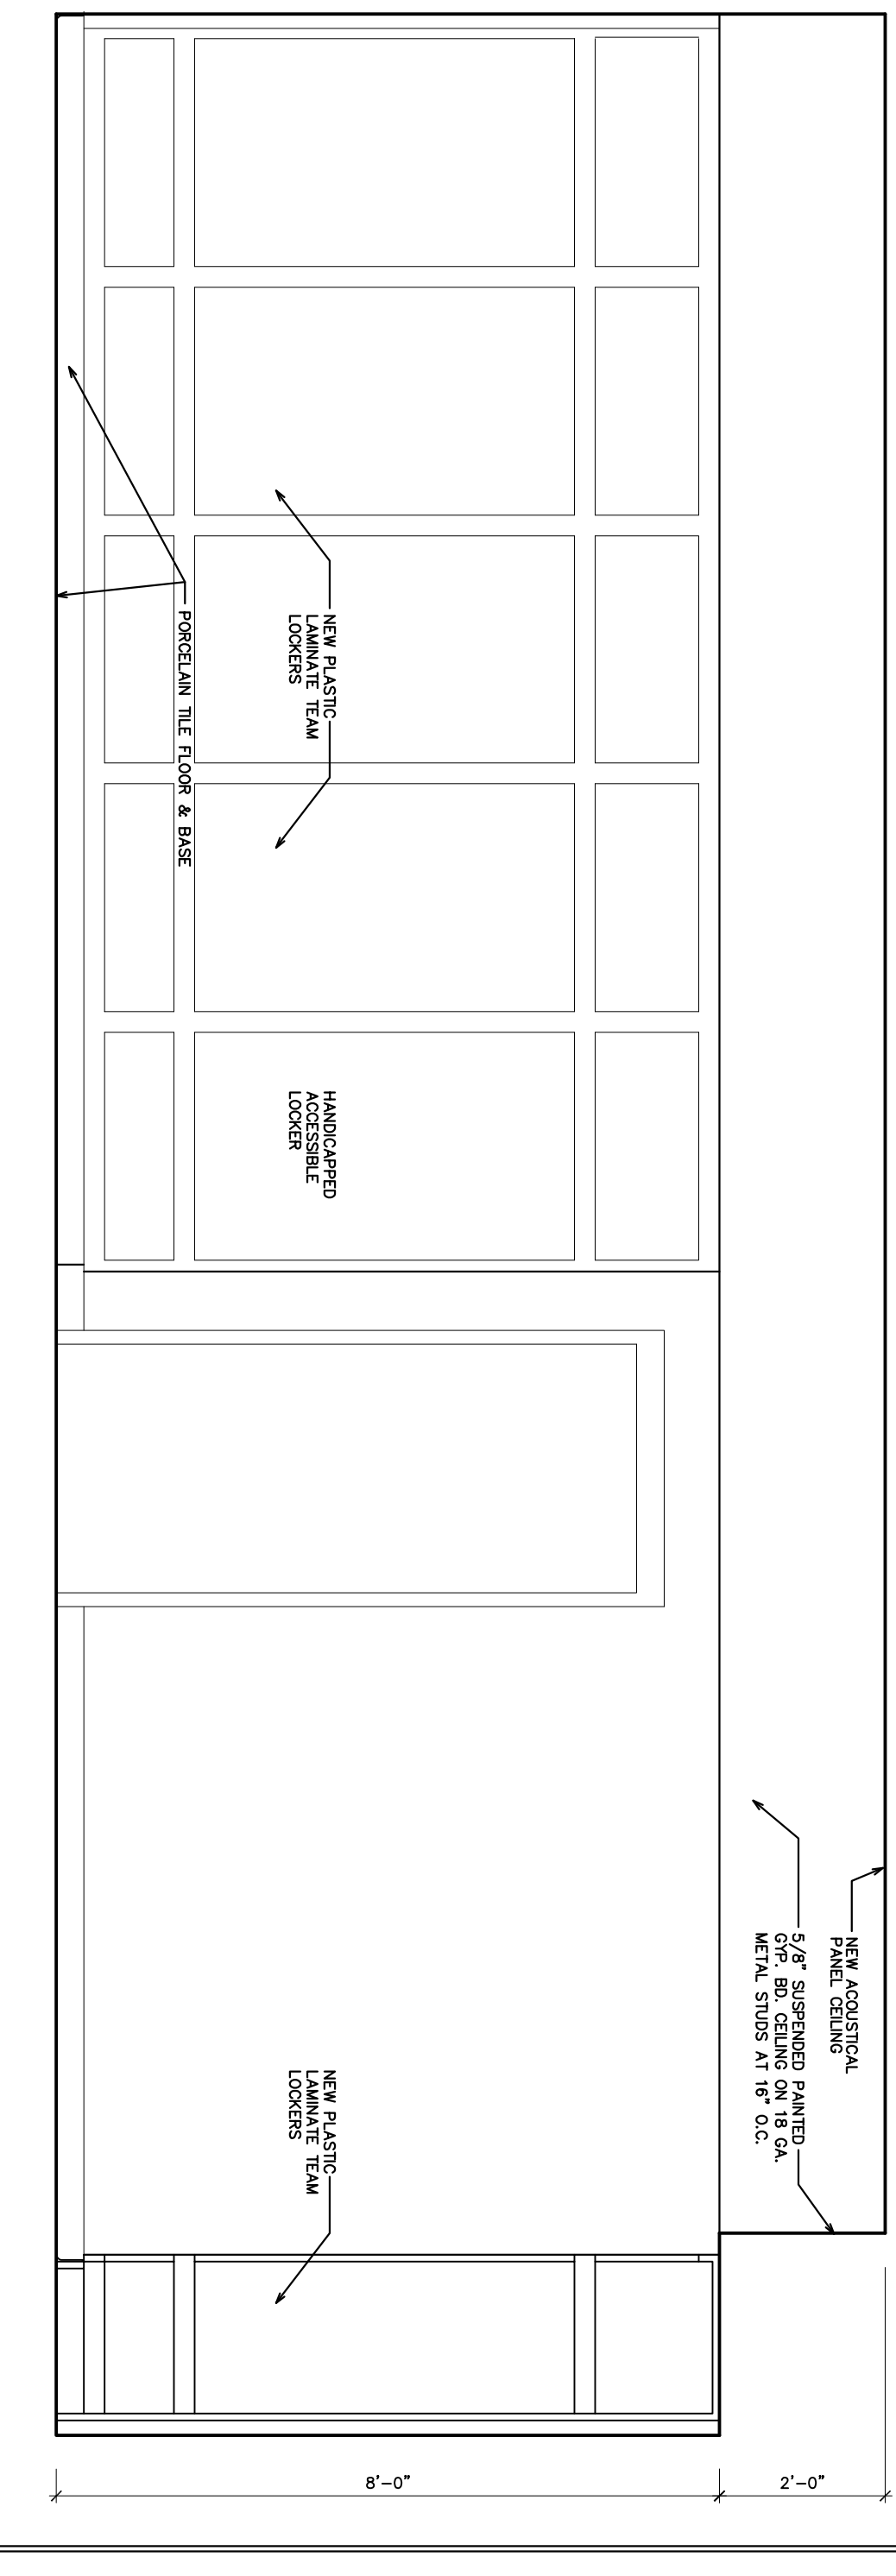 NEW PLASTIC
LAMINATE TEAM
LOCKERS
PORCELAIN TILE FLOOR & BASE
HANDICAPPED
ACCESSIBLE
LOCKER
NEW ACOUSTICAL
PANEL CEILING
5/8" SUSPENDED PAINTED
GYP. BD. CEILING ON 18 GA.
METAL STUDS AT 16" O.C.
NEW PLASTIC
LAMINATE TEAM
LOCKERS
8'-0"
2'-0"